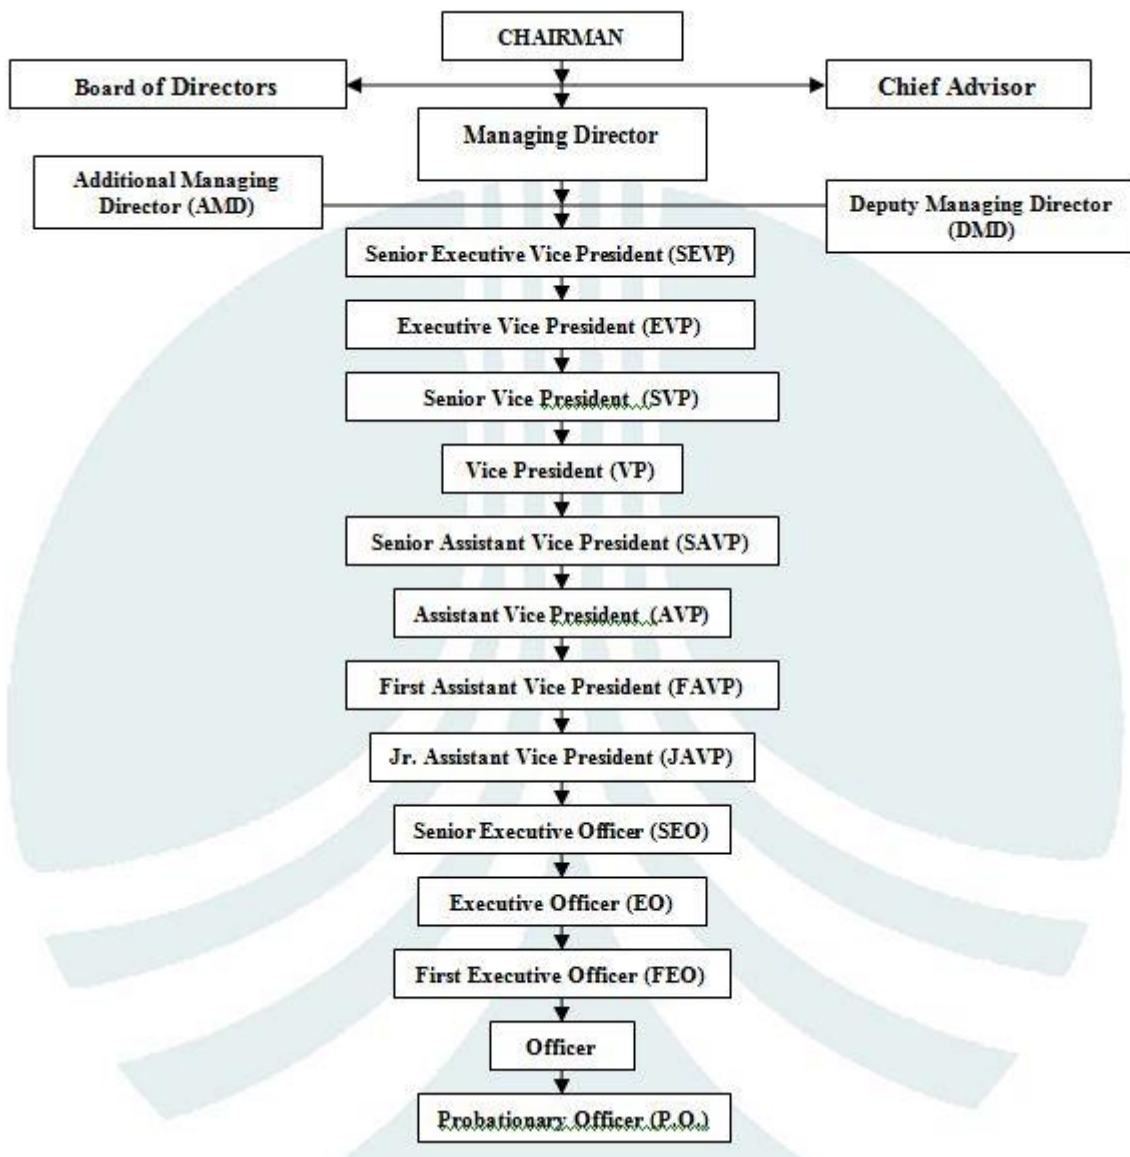 CHAIRMAN
Board of Directors
Chief Advisor
Managing Director
Additional Managing
Director (AMD)
Deputy Managing Director
(DMD)
Senior Executive Vice President (SEVP)
Executive Vice President (EVP)
Senior Vice President (SVP)
Vice President (VP)
Senior Assistant Vice President (SAVP)
Assistant Vice President (AVP)
First Assistant Vice President (FAVP)
Jr. Assistant Vice President (JAVP)
Senior Executive Officer (SEO)
Executive Officer (EO)
First Executive Officer (FEO)
Officer
Probationary Officer (P.O.)